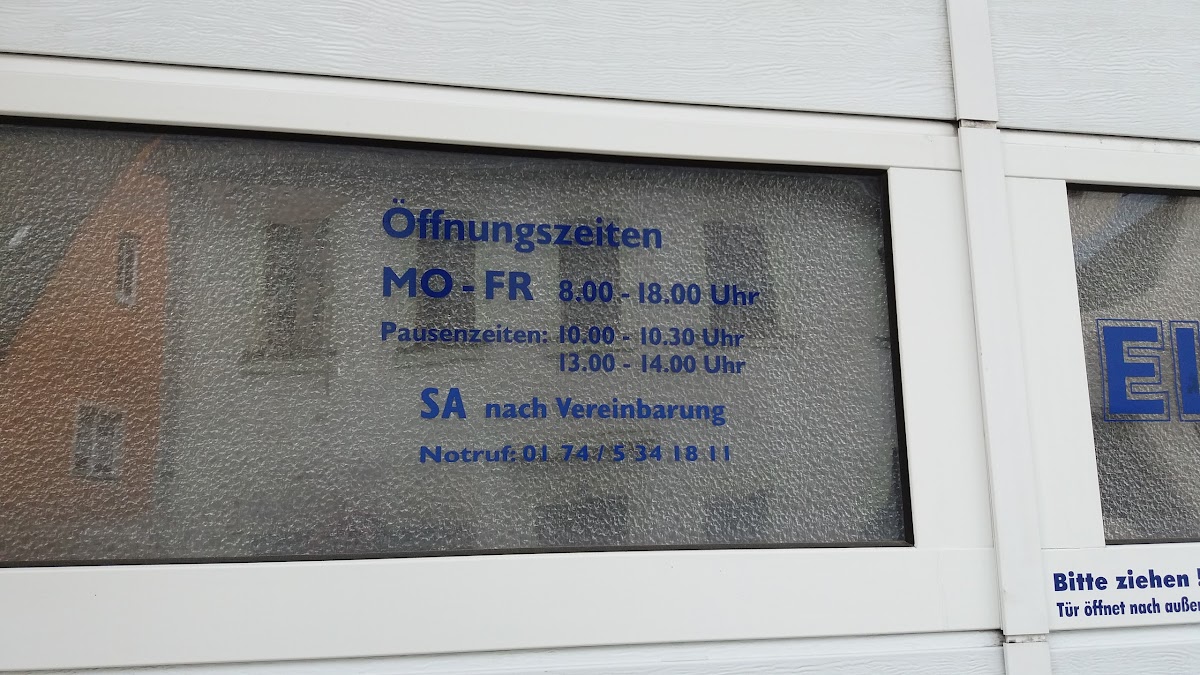 Öffnungszeiten
MO - FR 8.00 - 18.00 Uhr
Pausenzeiten: 10.00 - 10.30 Uhr
13.00 - 14.00 Uhr
SA nach Vereinbarung
Notruf: 01 74 / 5 34 18 11
Bitte ziehen !
Tür öffnet nach außen